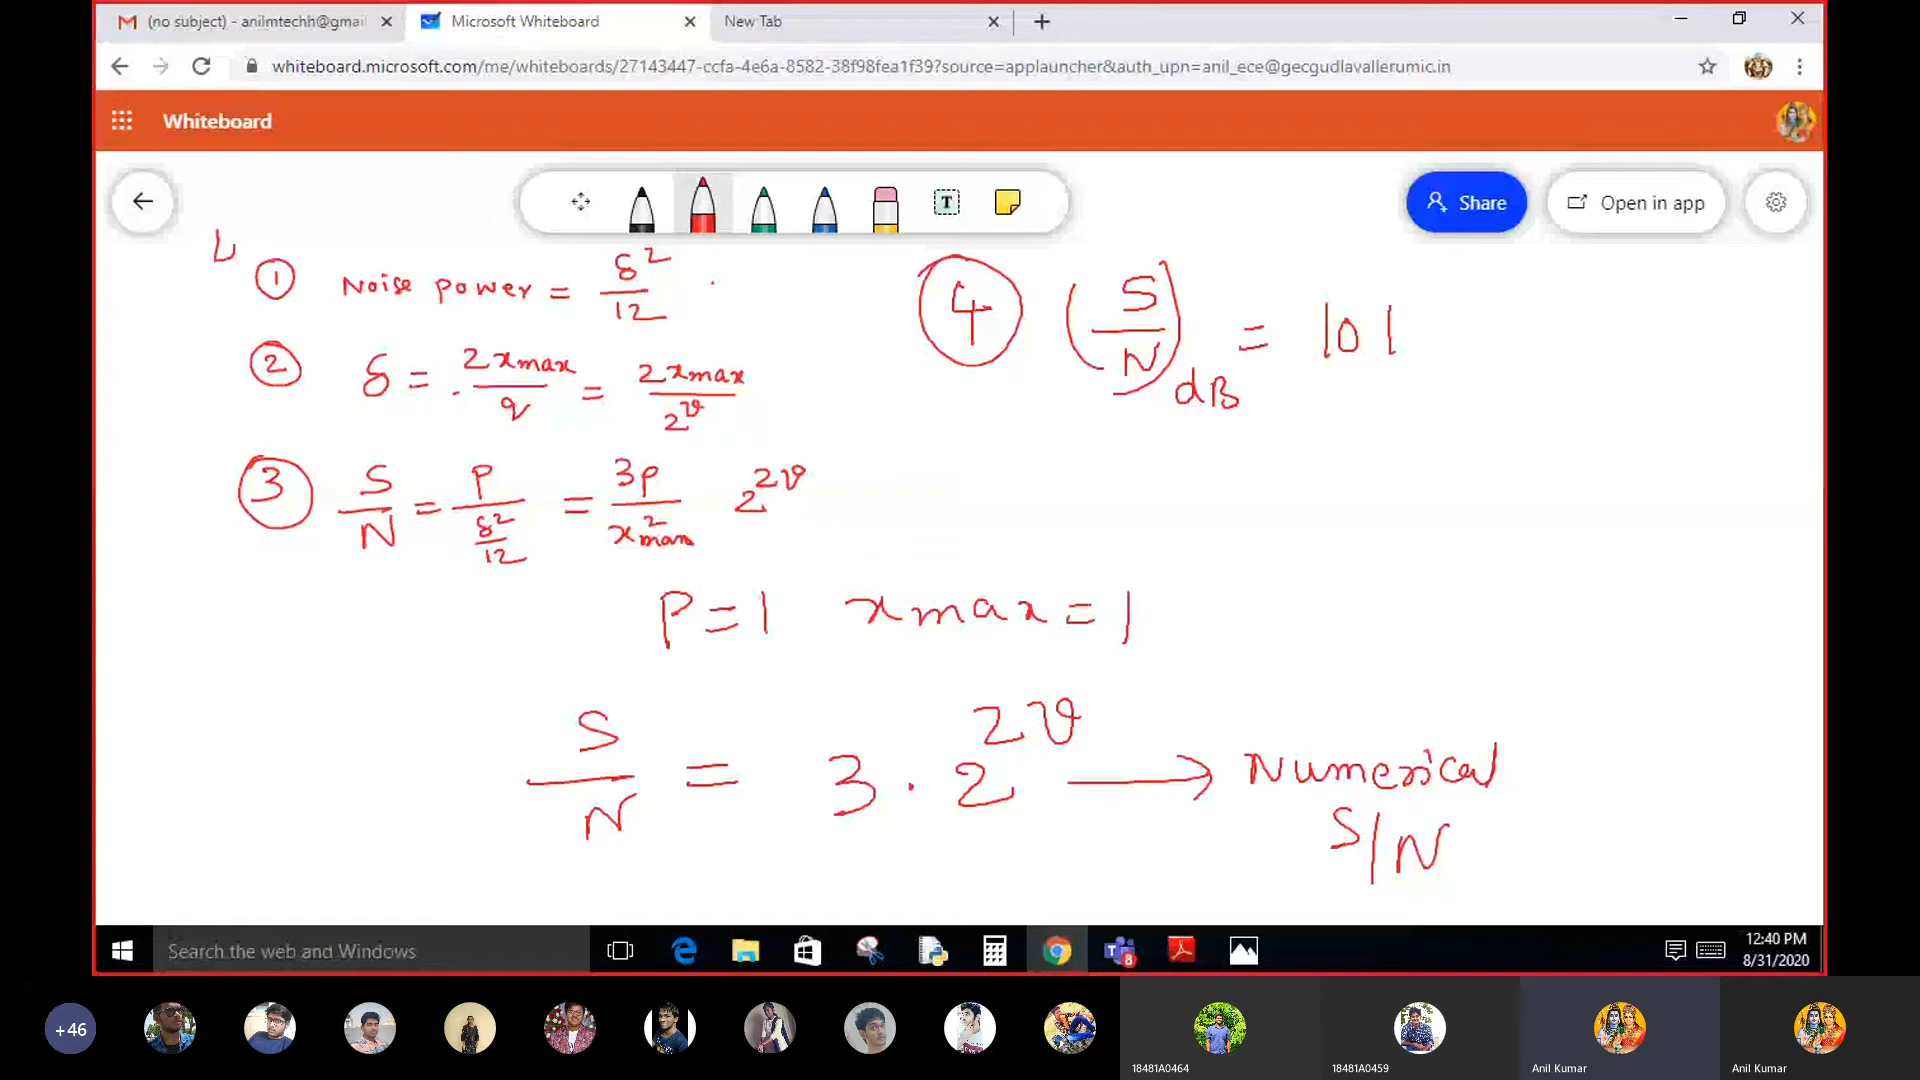 (no subject) - anilmtechh@gmai
Microsoft Whiteboard
New Tab
whiteboard.microsoft.com/me/whiteboards/27143447-ccfa-4e6a-8582-38f98fea1f39?source=applauncher&auth_upn=anil_ece@gecgudlavallerumic.in
Whiteboard
T
Share
Open in app
L
① Noise power = δ²/12
② δ = 2xmax/q = 2xmax/2^v
③ S/N = P/(δ²/12) = 3P/x²max 2^2v
P=1 xmax=1
S/N = 3.2^2v → Numerical
S/N
④ (S/N)dB = 10 l
Search the web and Windows
8
12:40 PM
8/31/2020
+46
18481A0464
18481A0459
Anil Kumar
Anil Kumar